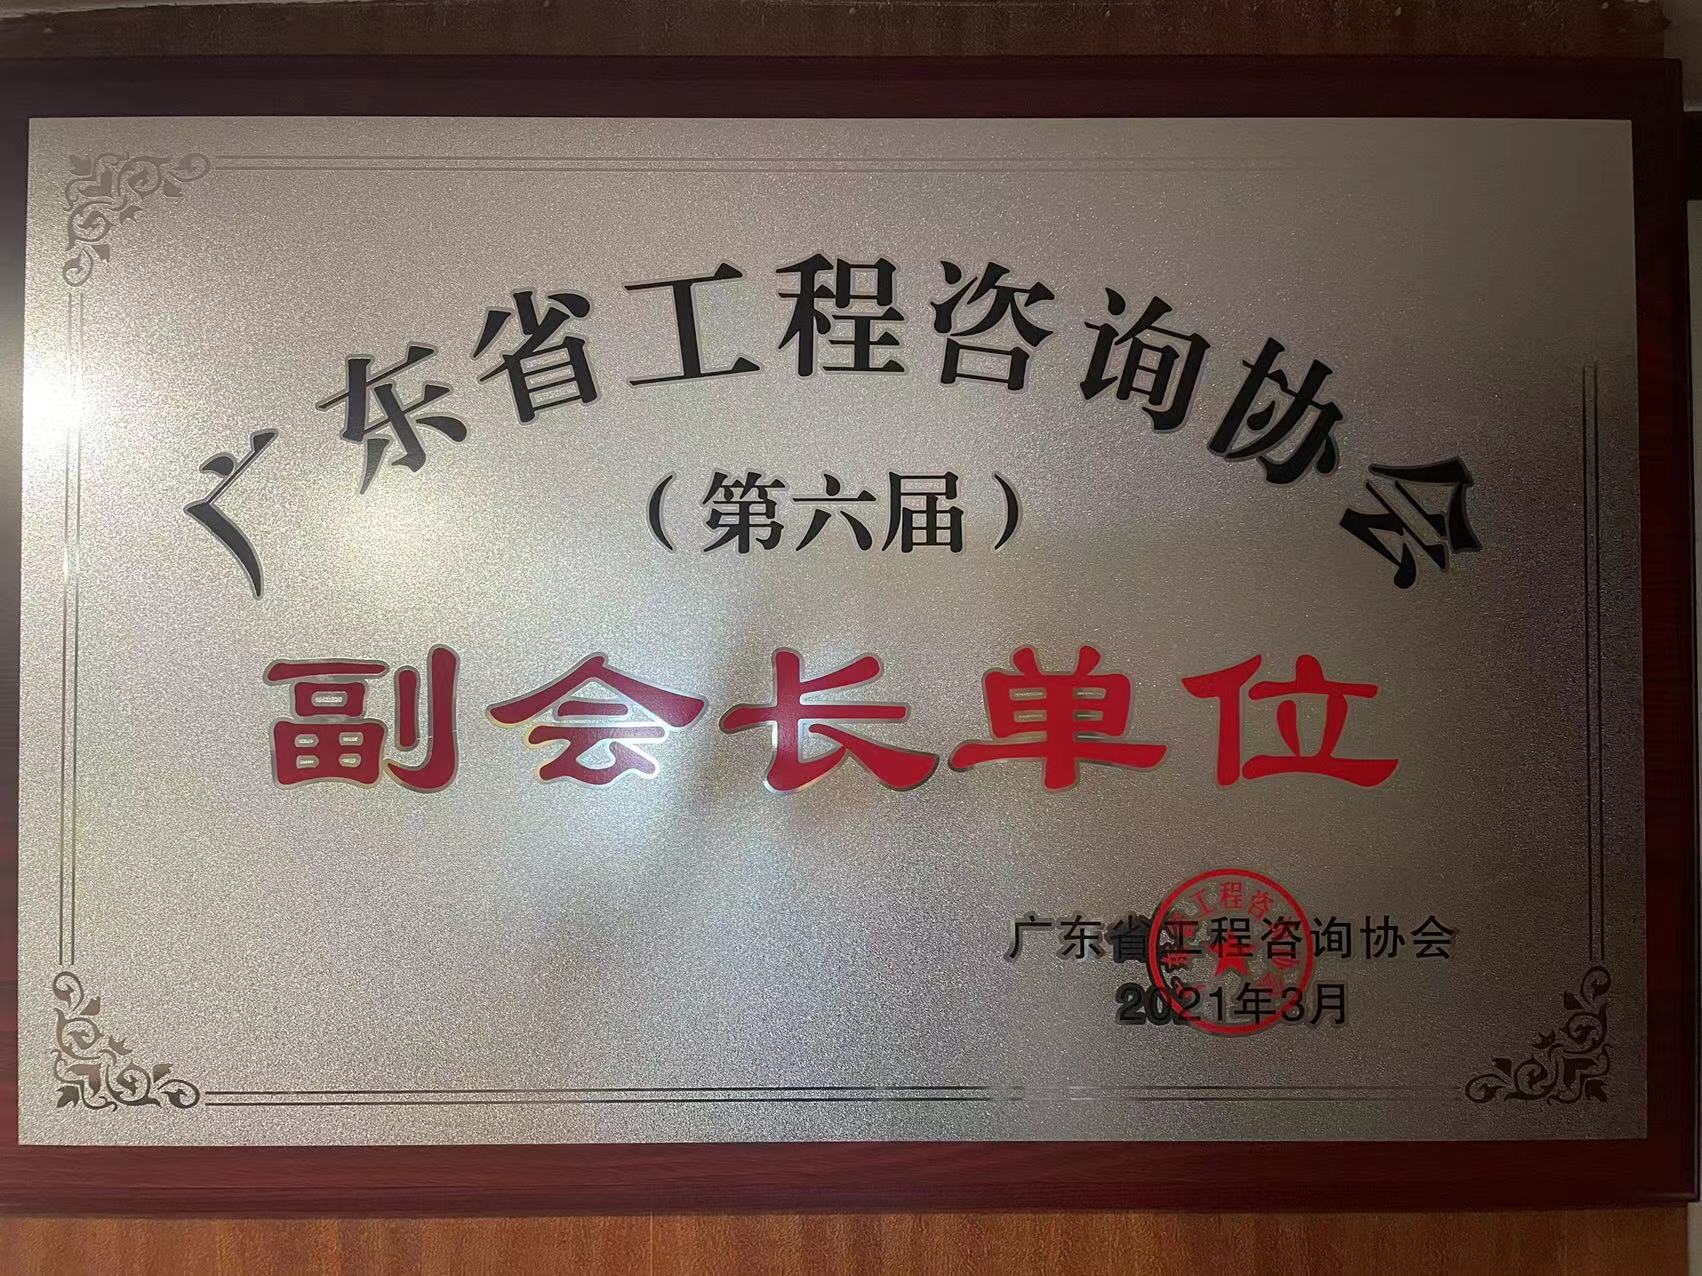 广东省工程咨询协会
（第六届）
副会长单位
广东省工程咨询协会
2021年3月